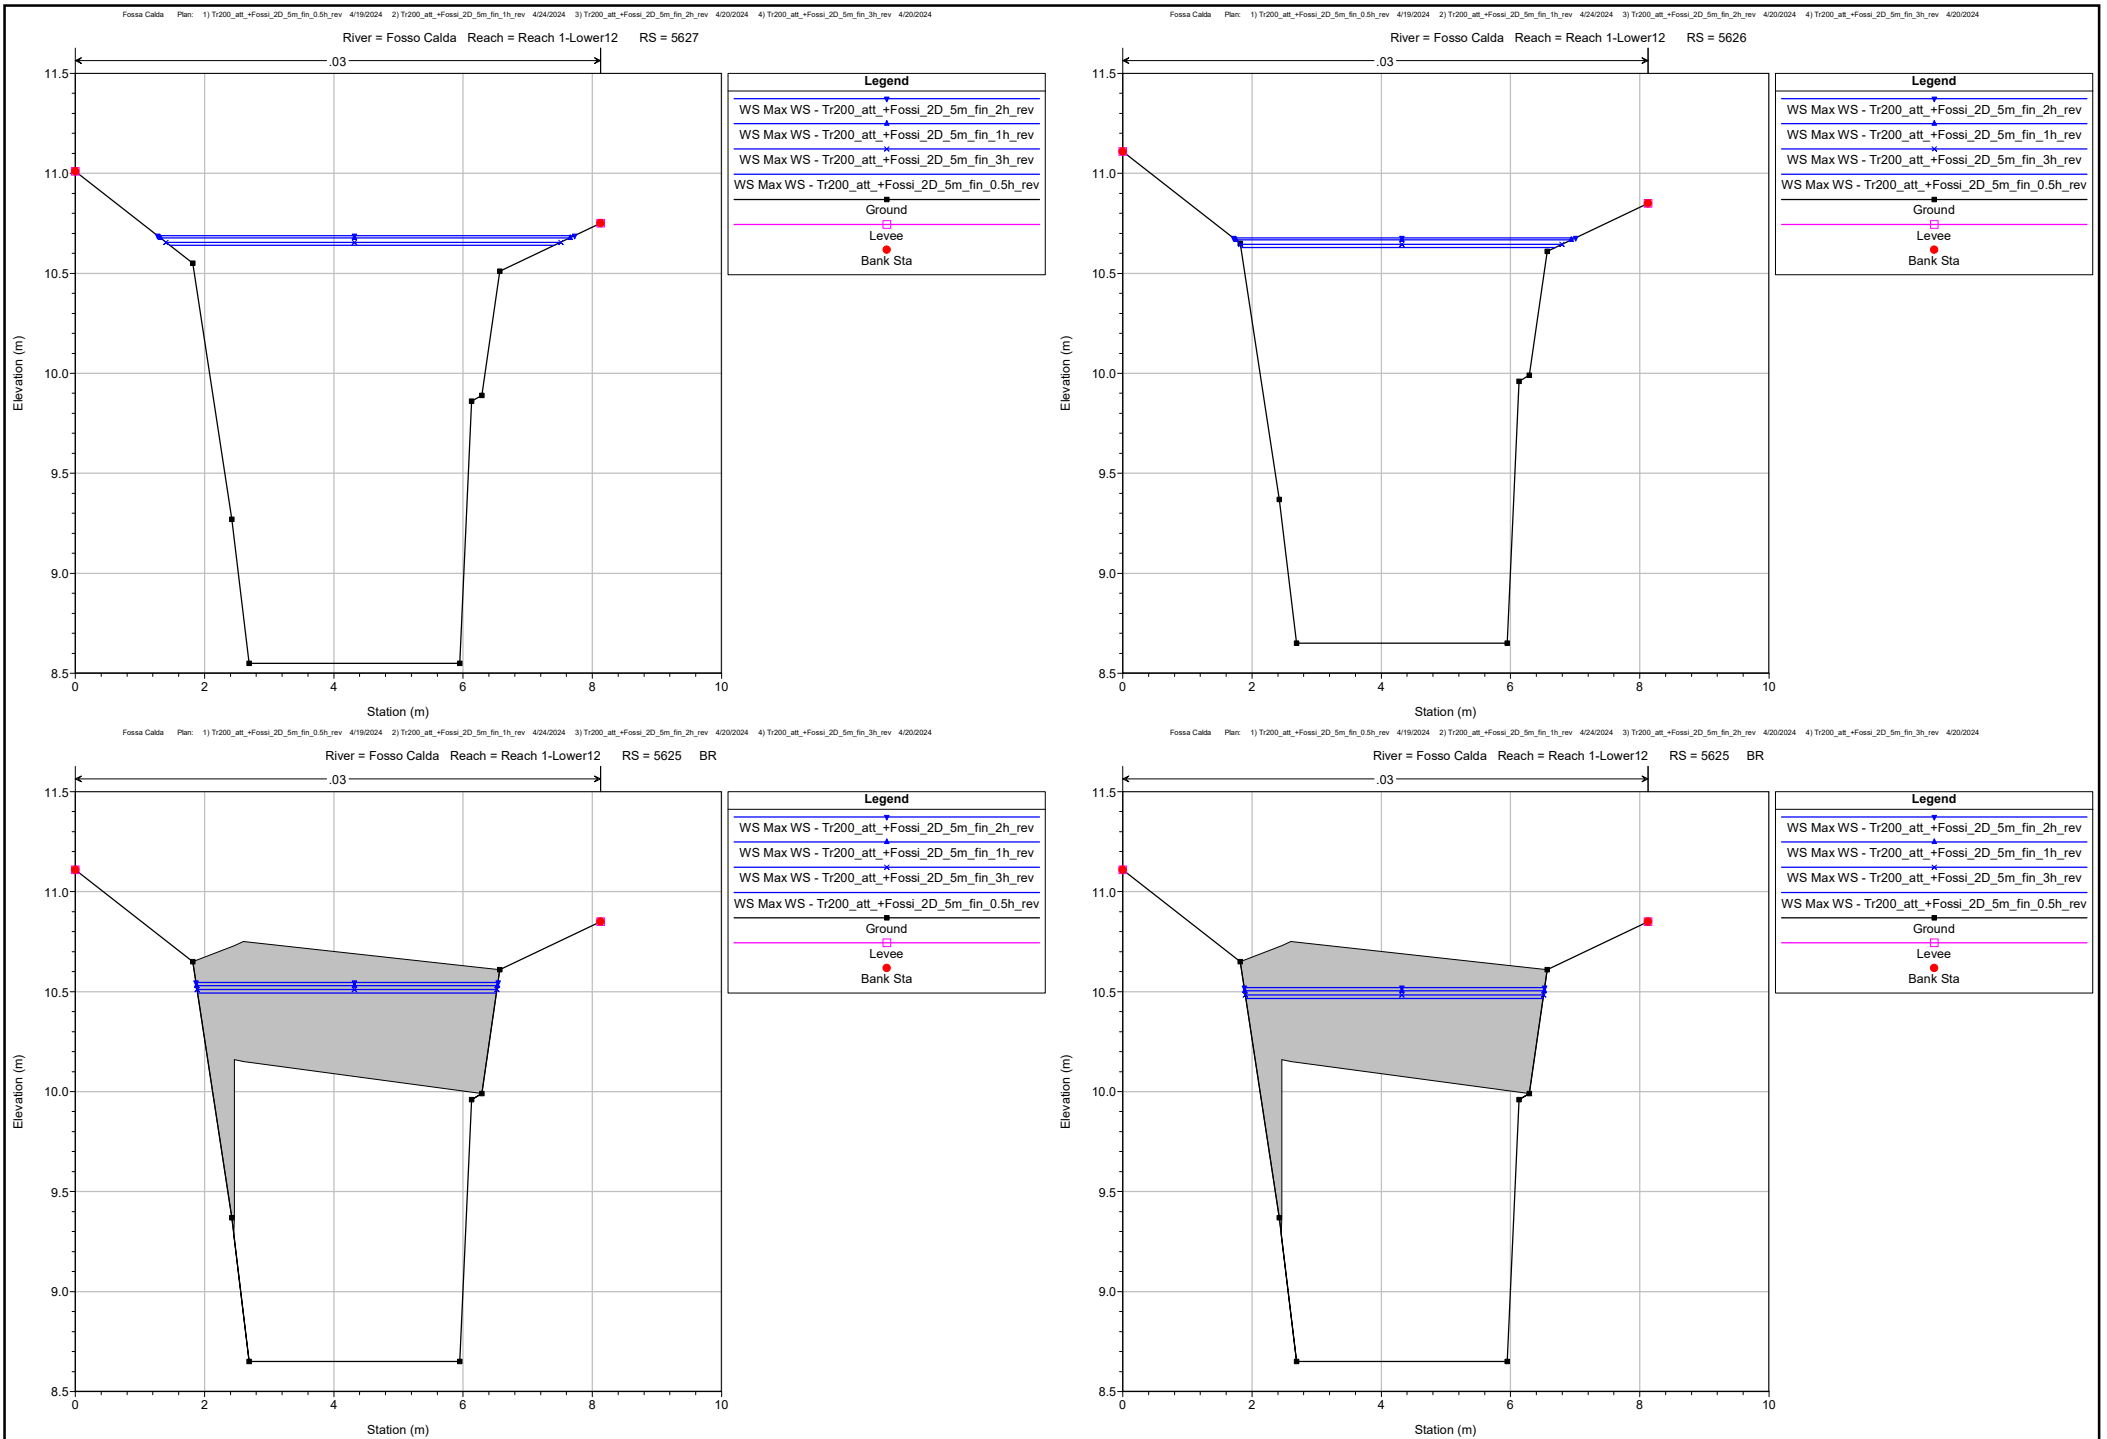 Fossa Calda Plan: 1) Tr200_att_+Fossi_2D_5m_fin_0.5h_rev 4/19/2024 2) Tr200_att_+Fossi_2D_5m_fin_1h_rev 4/24/2024 3) Tr200_att_+Fossi_2D_5m_fin_2h_rev 4/20/2024 4) Tr200_att_+Fossi_2D_5m_fin_3h_rev 4/20/2024
River = Fosso Calda Reach = Reach 1-Lower12 RS = 5627
.03
11.5
11.0
10.5
10.0
9.5
9.0
8.5
Elevation (m)
0 2 4 6 8 10
Station (m)
Legend
WS Max WS - Tr200_att_+Fossi_2D_5m_fin_2h_rev
WS Max WS - Tr200_att_+Fossi_2D_5m_fin_1h_rev
WS Max WS - Tr200_att_+Fossi_2D_5m_fin_3h_rev
WS Max WS - Tr200_att_+Fossi_2D_5m_fin_0.5h_rev
Ground
Levee
Bank Sta
Fossa Calda Plan: 1) Tr200_att_+Fossi_2D_5m_fin_0.5h_rev 4/19/2024 2) Tr200_att_+Fossi_2D_5m_fin_1h_rev 4/24/2024 3) Tr200_att_+Fossi_2D_5m_fin_2h_rev 4/20/2024 4) Tr200_att_+Fossi_2D_5m_fin_3h_rev 4/20/2024
River = Fosso Calda Reach = Reach 1-Lower12 RS = 5626
.03
11.5
11.0
10.5
10.0
9.5
9.0
8.5
Elevation (m)
0 2 4 6 8 10
Station (m)
Legend
WS Max WS - Tr200_att_+Fossi_2D_5m_fin_2h_rev
WS Max WS - Tr200_att_+Fossi_2D_5m_fin_1h_rev
WS Max WS - Tr200_att_+Fossi_2D_5m_fin_3h_rev
WS Max WS - Tr200_att_+Fossi_2D_5m_fin_0.5h_rev
Ground
Levee
Bank Sta
Fossa Calda Plan: 1) Tr200_att_+Fossi_2D_5m_fin_0.5h_rev 4/19/2024 2) Tr200_att_+Fossi_2D_5m_fin_1h_rev 4/24/2024 3) Tr200_att_+Fossi_2D_5m_fin_2h_rev 4/20/2024 4) Tr200_att_+Fossi_2D_5m_fin_3h_rev 4/20/2024
River = Fosso Calda Reach = Reach 1-Lower12 RS = 5625 BR
.03
11.5
11.0
10.5
10.0
9.5
9.0
8.5
Elevation (m)
0 2 4 6 8 10
Station (m)
Legend
WS Max WS - Tr200_att_+Fossi_2D_5m_fin_2h_rev
WS Max WS - Tr200_att_+Fossi_2D_5m_fin_1h_rev
WS Max WS - Tr200_att_+Fossi_2D_5m_fin_3h_rev
WS Max WS - Tr200_att_+Fossi_2D_5m_fin_0.5h_rev
Ground
Levee
Bank Sta
Fossa Calda Plan: 1) Tr200_att_+Fossi_2D_5m_fin_0.5h_rev 4/19/2024 2) Tr200_att_+Fossi_2D_5m_fin_1h_rev 4/24/2024 3) Tr200_att_+Fossi_2D_5m_fin_2h_rev 4/20/2024 4) Tr200_att_+Fossi_2D_5m_fin_3h_rev 4/20/2024
River = Fosso Calda Reach = Reach 1-Lower12 RS = 5625 BR
.03
11.5
11.0
10.5
10.0
9.5
9.0
8.5
Elevation (m)
0 2 4 6 8 10
Station (m)
Legend
WS Max WS - Tr200_att_+Fossi_2D_5m_fin_2h_rev
WS Max WS - Tr200_att_+Fossi_2D_5m_fin_1h_rev
WS Max WS - Tr200_att_+Fossi_2D_5m_fin_3h_rev
WS Max WS - Tr200_att_+Fossi_2D_5m_fin_0.5h_rev
Ground
Levee
Bank Sta